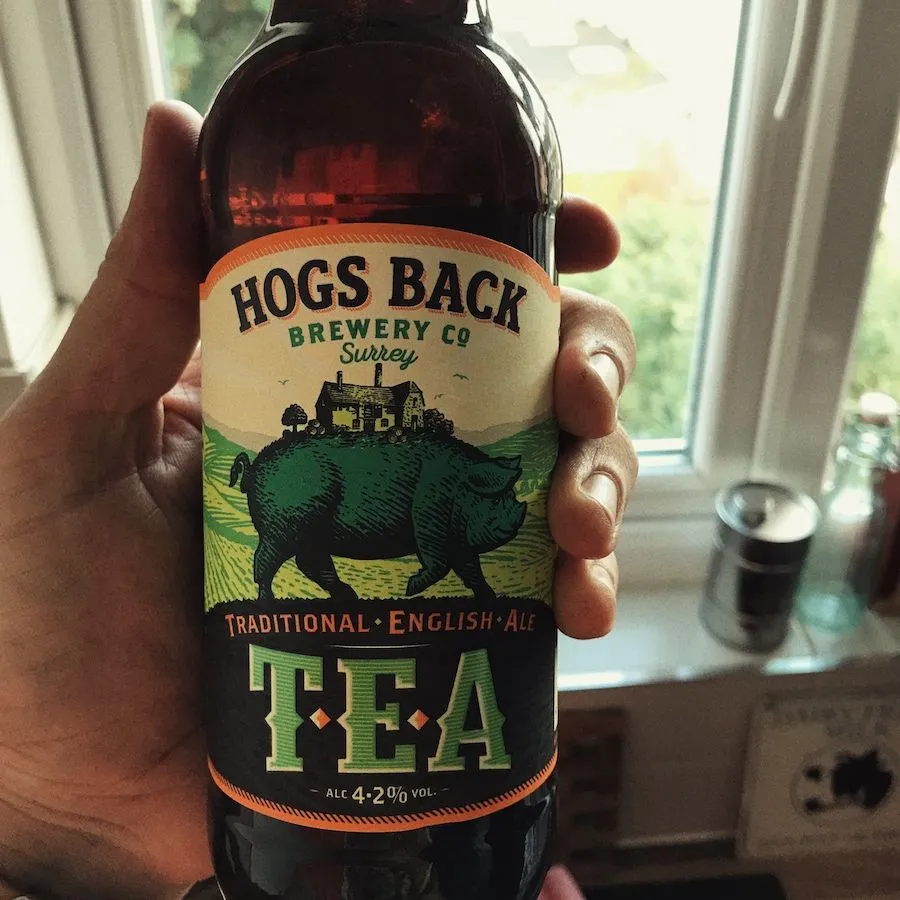 HOGS BACK
BREWERY Co
Surrey
TRADITIONAL · ENGLISH · ALE
T·E·A
ALC 4·2% VOL.